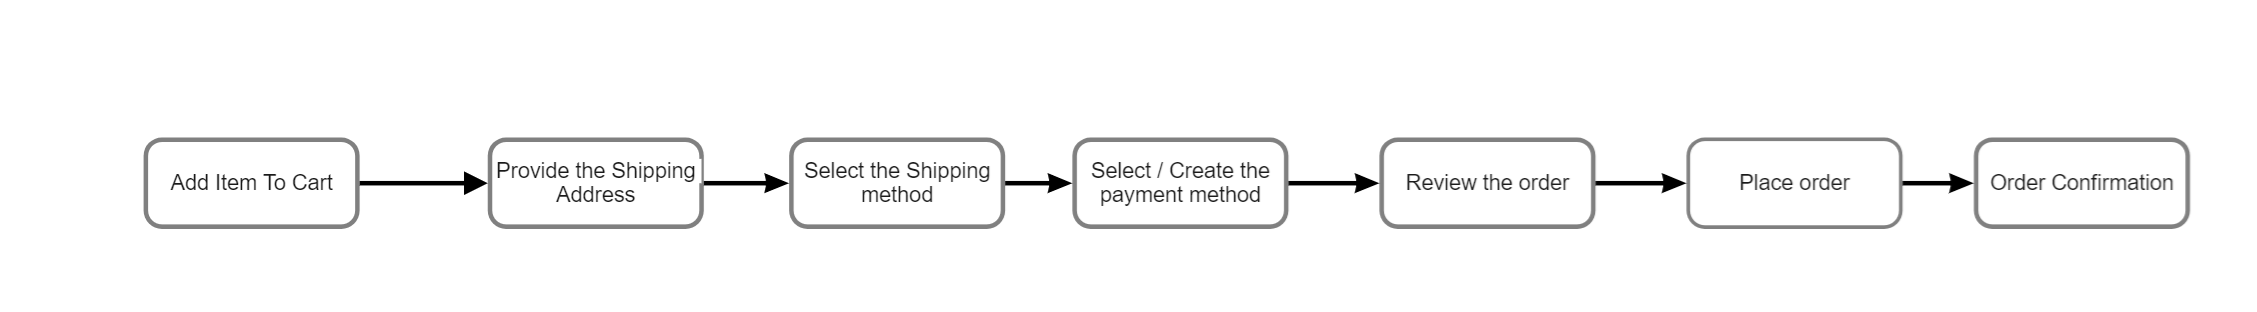 Add Item To Cart
Provide the Shipping
Address
Select the Shipping
method
Select / Create the
payment method
Review the order
Place order
Order Confirmation